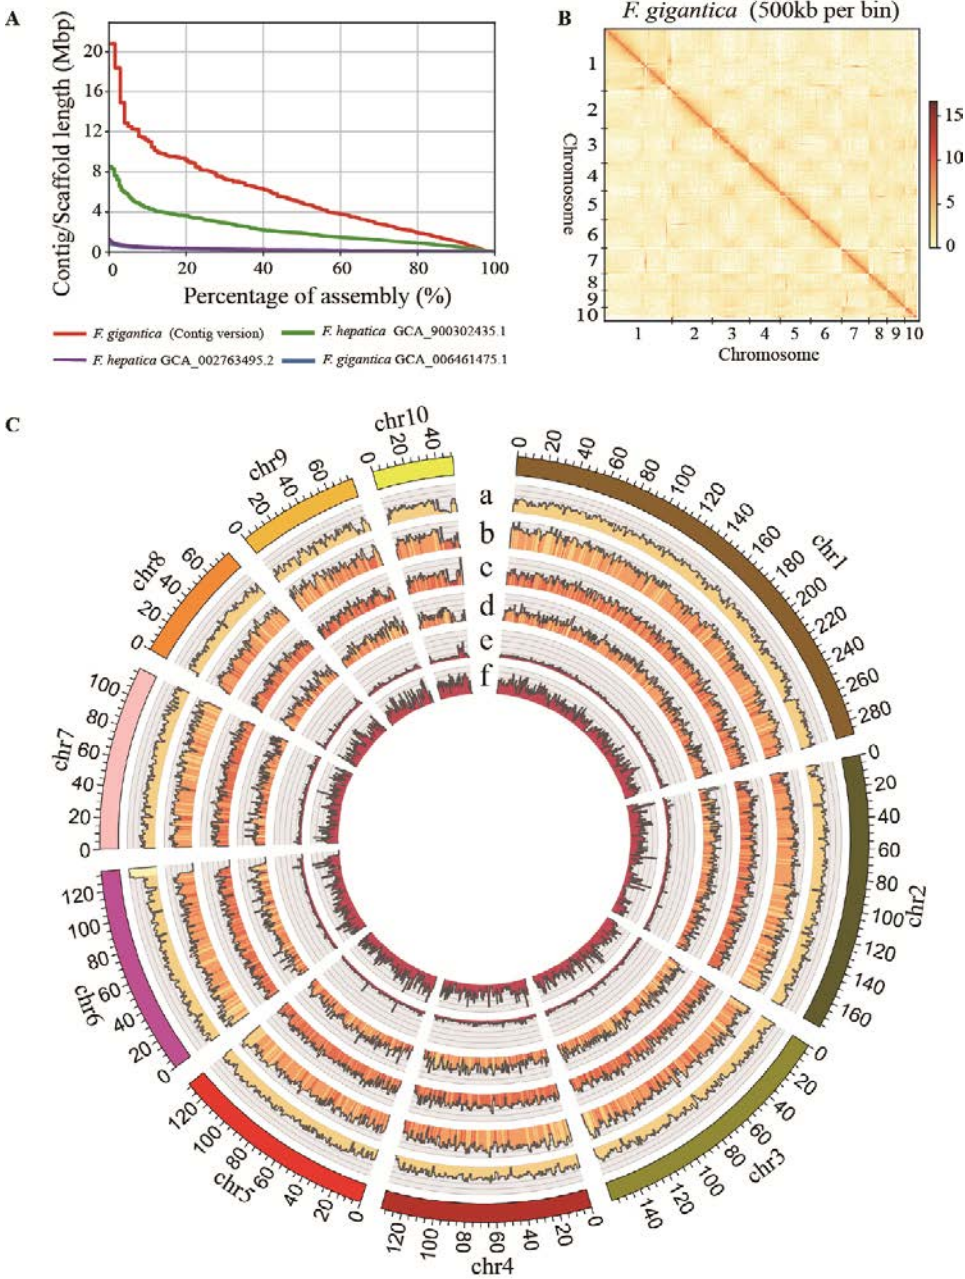 A
Contig/Scaffold length (Mbp)
20
16
12
8
4
0
0 20 40 60 80 100
Percentage of assembly (%)
F. gigantica (Contig version)
F. hepatica GCA_900302435.1
F. hepatica GCA_002763495.2
F. gigantica GCA_006461475.1
B
F. gigantica (500kb per bin)
Chromosome
1
2
3
4
5
6
7
8
9
10
1 2 3 4 5 6 7 8 9 10
Chromosome
15
10
5
0
C
a
b
c
d
e
f
chr1
0 20 40 60 80 100 120 140 160 180 200 220 240 260 280
chr2
0 20 40 60 80 100 120 140 160
chr3
0 20 40 60 80 100 120 140
chr4
0 20 40 60 80 100 120
chr5
0 20 40 60 80 100 120
chr6
0 20 40 60 80 100 120
chr7
0 20 40 60 80 100
chr8
0 20 40 60
chr9
0 20 40 60
chr10
0 20 40